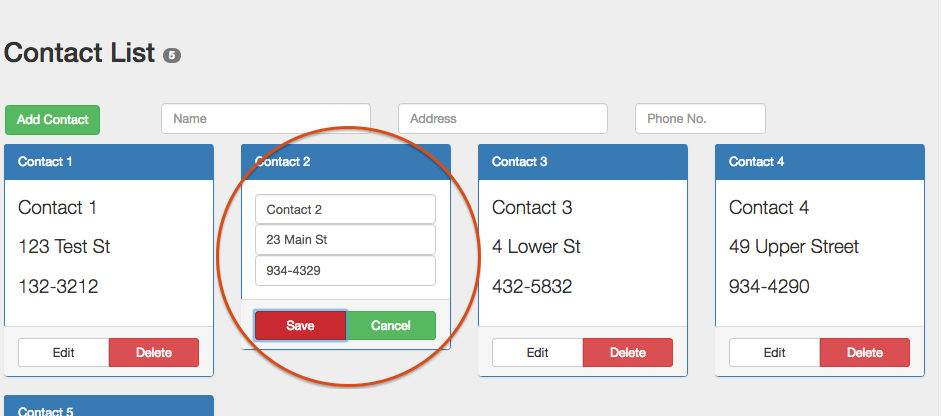 Contact List 5
Add Contact Name Address Phone No.
Contact 1
Contact 1
123 Test St
132-3212
Edit Delete
Contact 2
Contact 2
23 Main St
934-4329
Save Cancel
Contact 3
Contact 3
4 Lower St
432-5832
Edit Delete
Contact 4
Contact 4
49 Upper Street
934-4290
Edit Delete
Contact 5